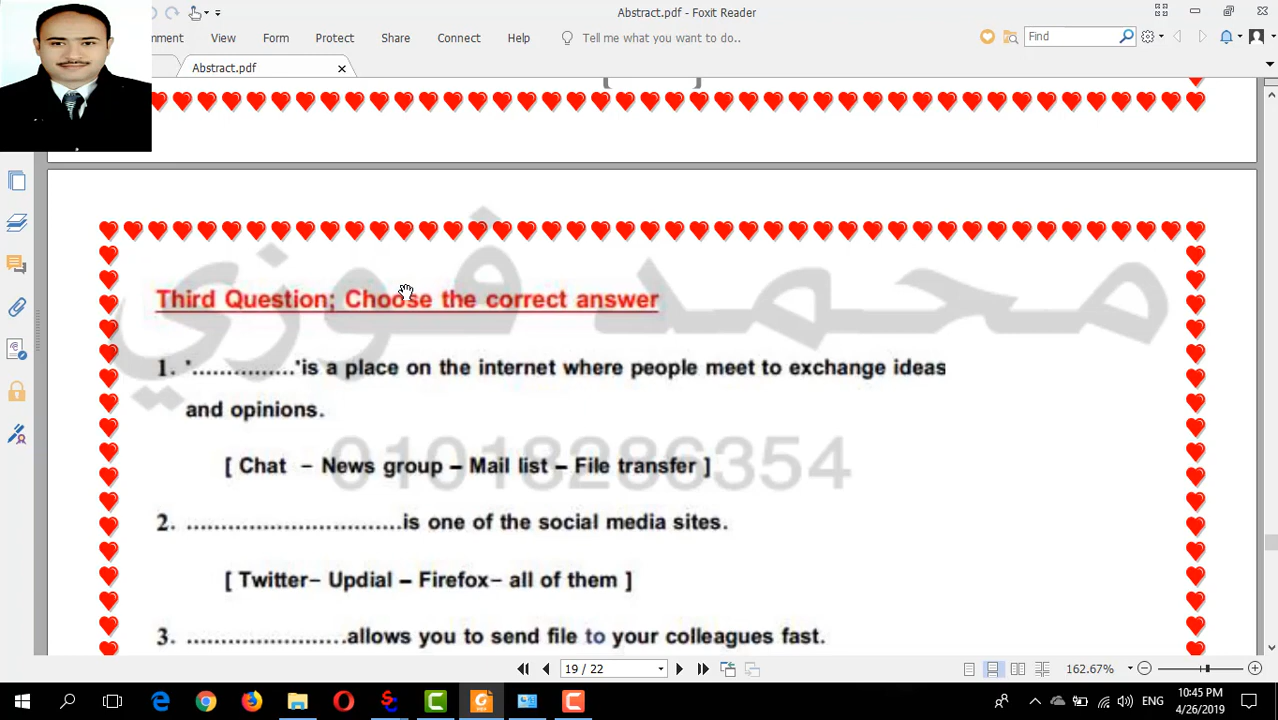 Abstract.pdf - Foxit Reader
mment View Form Protect Share Connect Help Tell me what you want to do.. Find
Abstract.pdf
محمد فوزي
Third Question; Choose the correct answer
1. '...............'is a place on the internet where people meet to exchange ideas
and opinions.
01018286354
[ Chat – News group – Mail list – File transfer ]
2. ...............................is one of the social media sites.
[ Twitter– Updial – Firefox– all of them ]
3. .......................allows you to send file to your colleagues fast.
19 / 22 162.67%
ENG 10:45 PM
4/26/2019